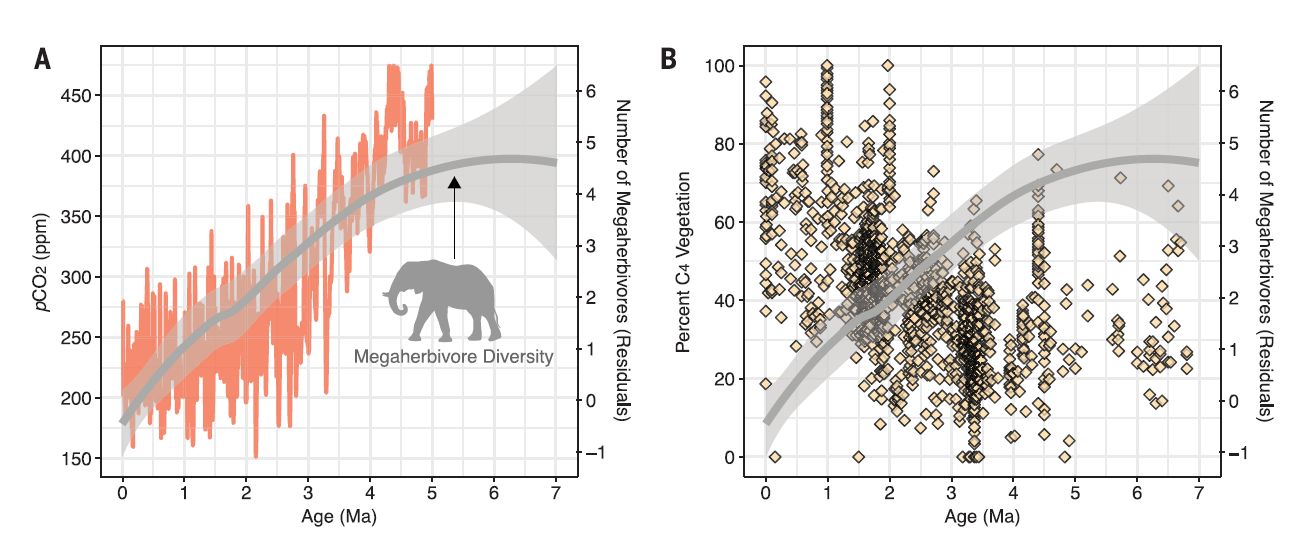 A
450
400
350
300
250
200
150
pCO2 (ppm)
0 1 2 3 4 5 6 7
Age (Ma)
6
5
4
3
2
1
0
−1
Number of Megaherbivores (Residuals)
Megaherbivore Diversity
B
100
80
60
40
20
0
Percent C4 Vegetation
0 1 2 3 4 5 6 7
Age (Ma)
6
5
4
3
2
1
0
−1
Number of Megaherbivores (Residuals)